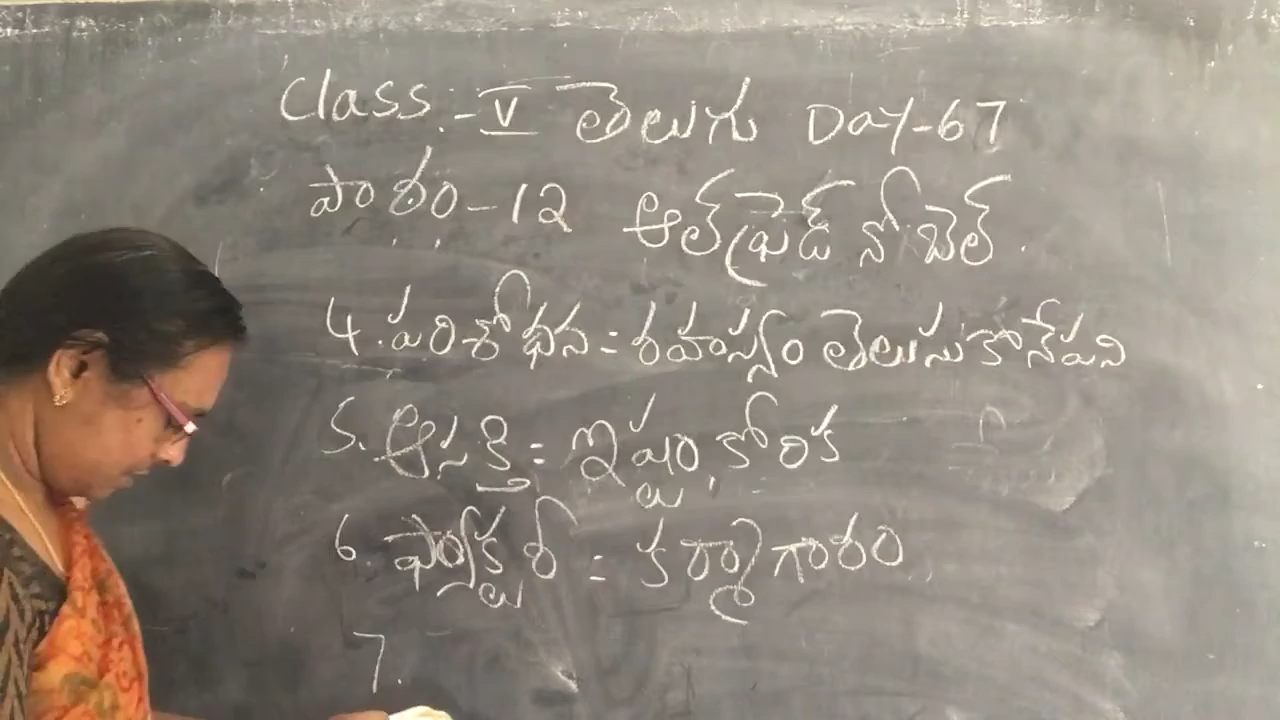 Class:- V తెలుగు Day-67
పాఠం-12 ఆల్ఫ్రెడ్ నోబెల్
4. పరిశోధన = రహస్యం తెలుసుకొనేపని
5. ఆసక్తి = ఇష్టం, కోరిక
6. ఫ్యాక్టరీ = కర్మాగారం
7.